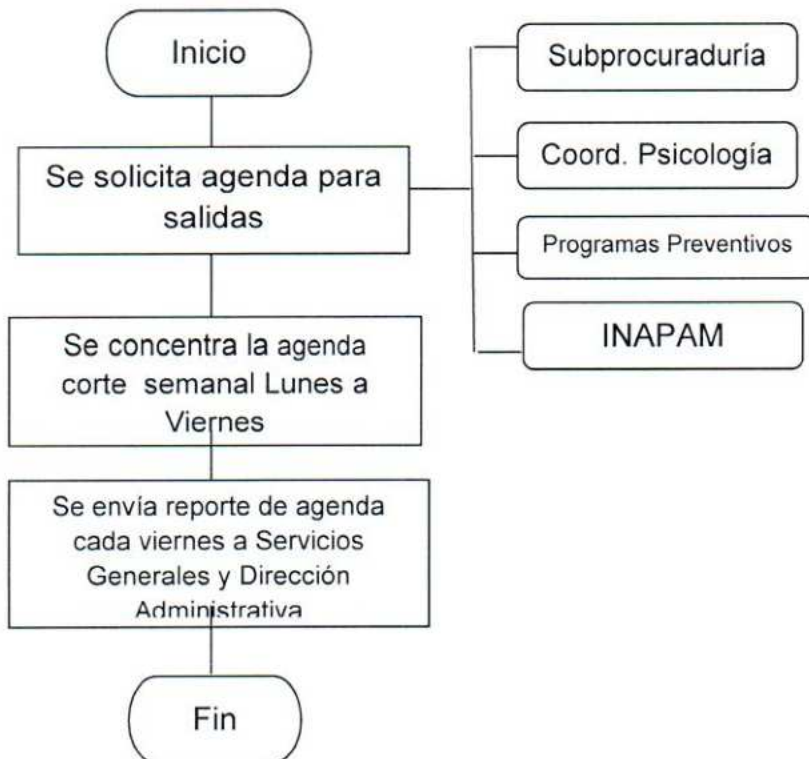 Inicio
Subprocuraduría
Se solicita agenda para
salidas
Coord. Psicología
Programas Preventivos
INAPAM
Se concentra la agenda
corte semanal Lunes a
Viernes
Se envía reporte de agenda
cada viernes a Servicios
Generales y Dirección
Administrativa
Fin